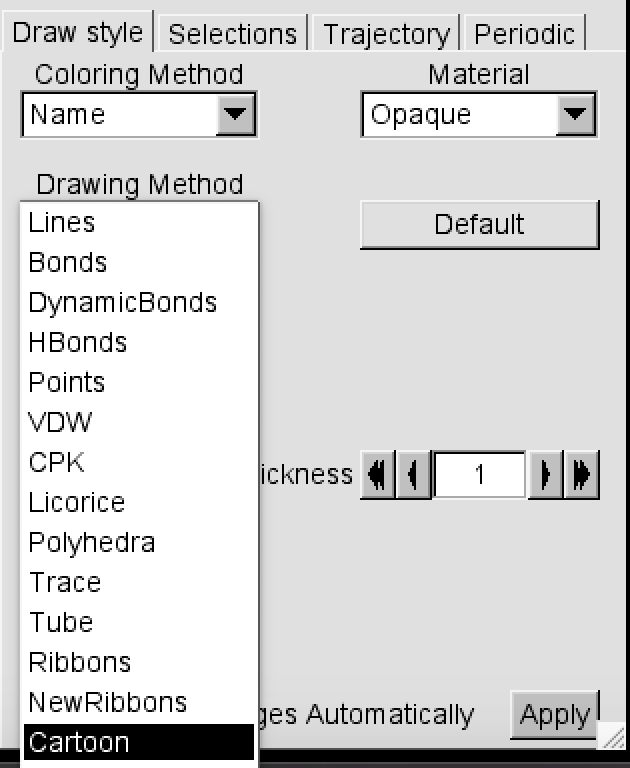 Draw style Selections Trajectory Periodic
Coloring Method Material
Name Opaque
Drawing Method
Lines Default
Bonds
DynamicBonds
HBonds
Points
VDW
CPK
ickness 1
Licorice
Polyhedra
Trace
Tube
Ribbons
NewRibbons
ges Automatically Apply
Cartoon